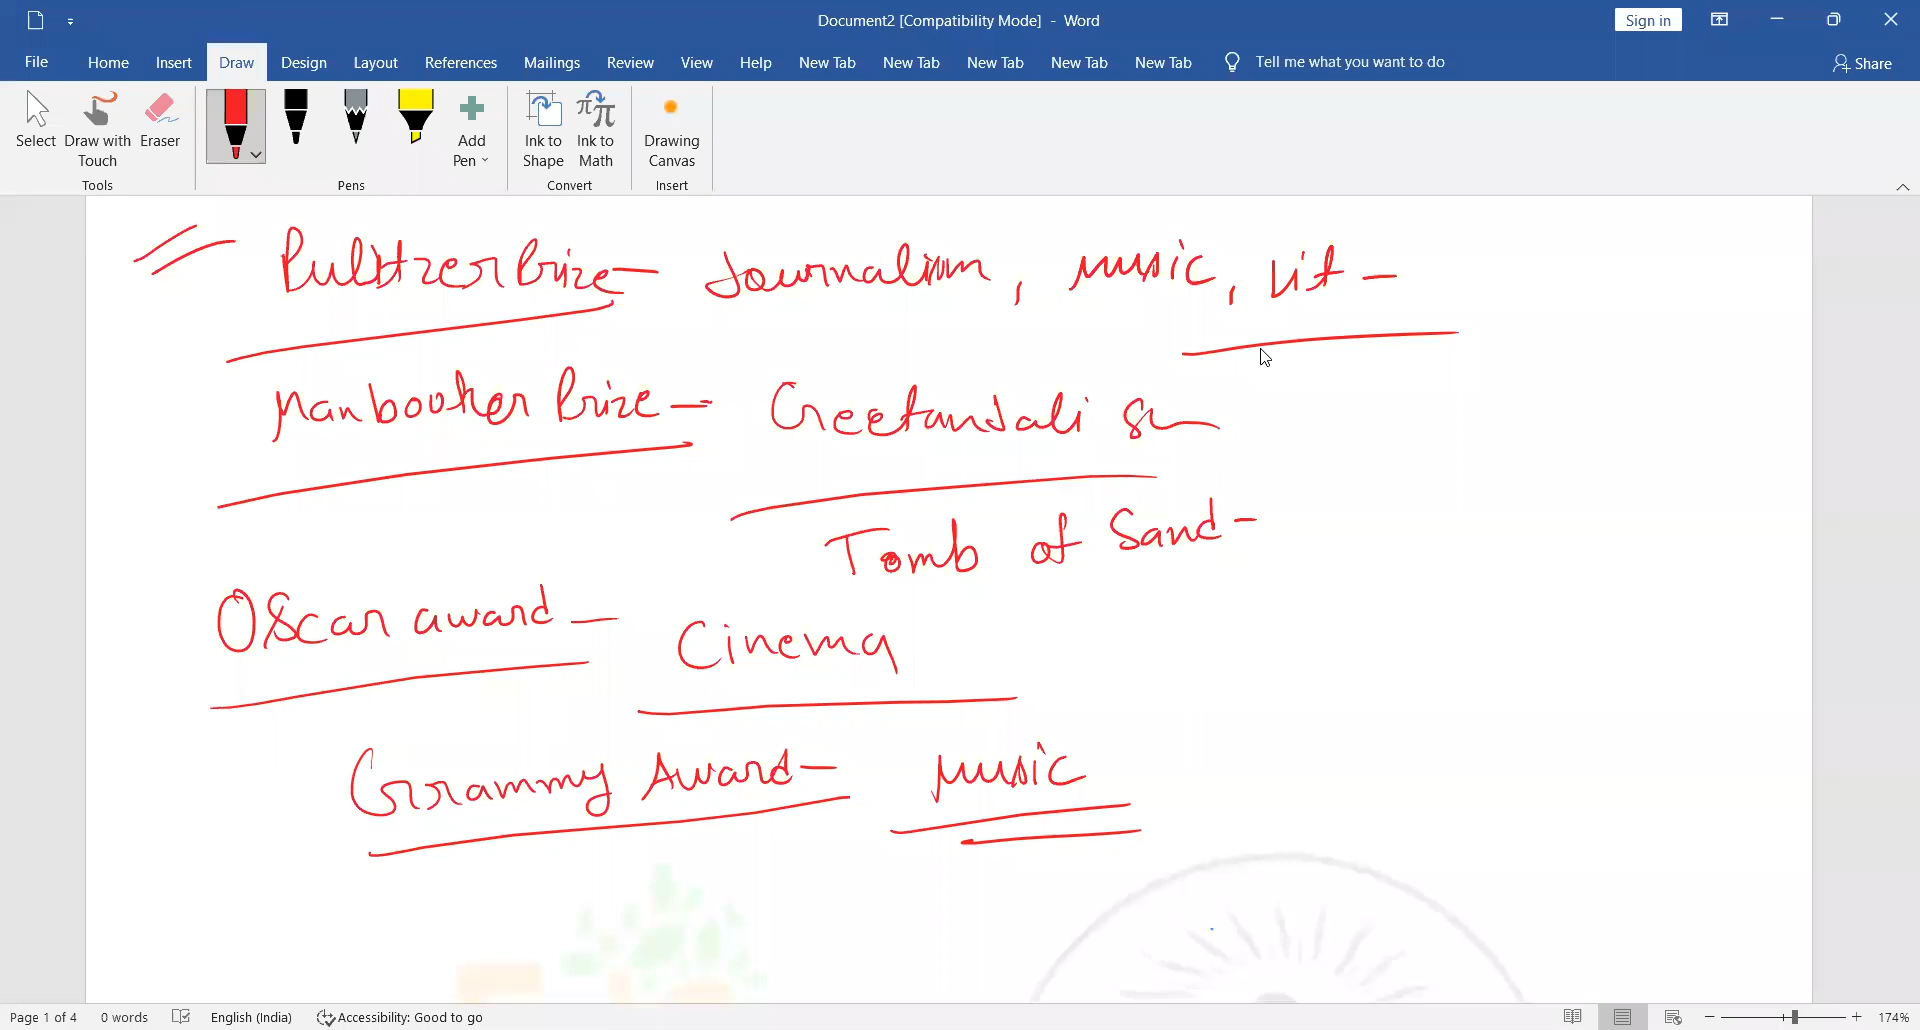 Document2 [Compatibility Mode] - Word
Sign in
File Home Insert Draw Design Layout References Mailings Review View Help New Tab New Tab New Tab New Tab New Tab Tell me what you want to do Share
Select Draw with Touch Eraser Add Pen Ink to Shape Ink to Math Drawing Canvas
Tools Pens Convert Insert
Pulitzer Prize - Journalism, Music, Lit -
Manbooker Prize - Geetanjali
Tomb of Sand -
Oscar award - Cinema
Grammy Award - Music
Page 1 of 4 0 words English (India) Accessibility: Good to go 174%